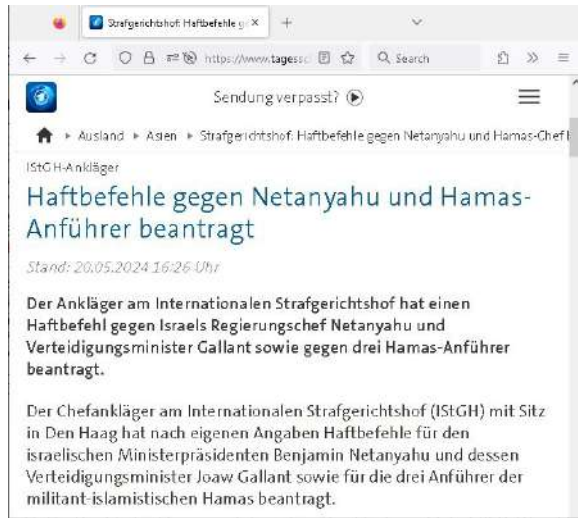 Strafgerichtshof: Haftbefehle g
https://www.tagessc
Search
Sendung verpasst?
Ausland ▸ Asien ▸ Strafgerichtshof: Haftbefehle gegen Netanyahu und Hamas-Chef
IStGH-Ankläger
Haftbefehle gegen Netanyahu und Hamas-
Anführer beantragt
Stand: 20.05.2024 16:26 Uhr
Der Ankläger am Internationalen Strafgerichtshof hat einen
Haftbefehl gegen Israels Regierungschef Netanyahu und
Verteidigungsminister Gallant sowie gegen drei Hamas-Anführer
beantragt.
Der Chefankläger am Internationalen Strafgerichtshof (IStGH) mit Sitz
in Den Haag hat nach eigenen Angaben Haftbefehle für den
israelischen Ministerpräsidenten Benjamin Netanyahu und dessen
Verteidigungsminister Joaw Gallant sowie für die drei Anführer der
militant-islamistischen Hamas beantragt.